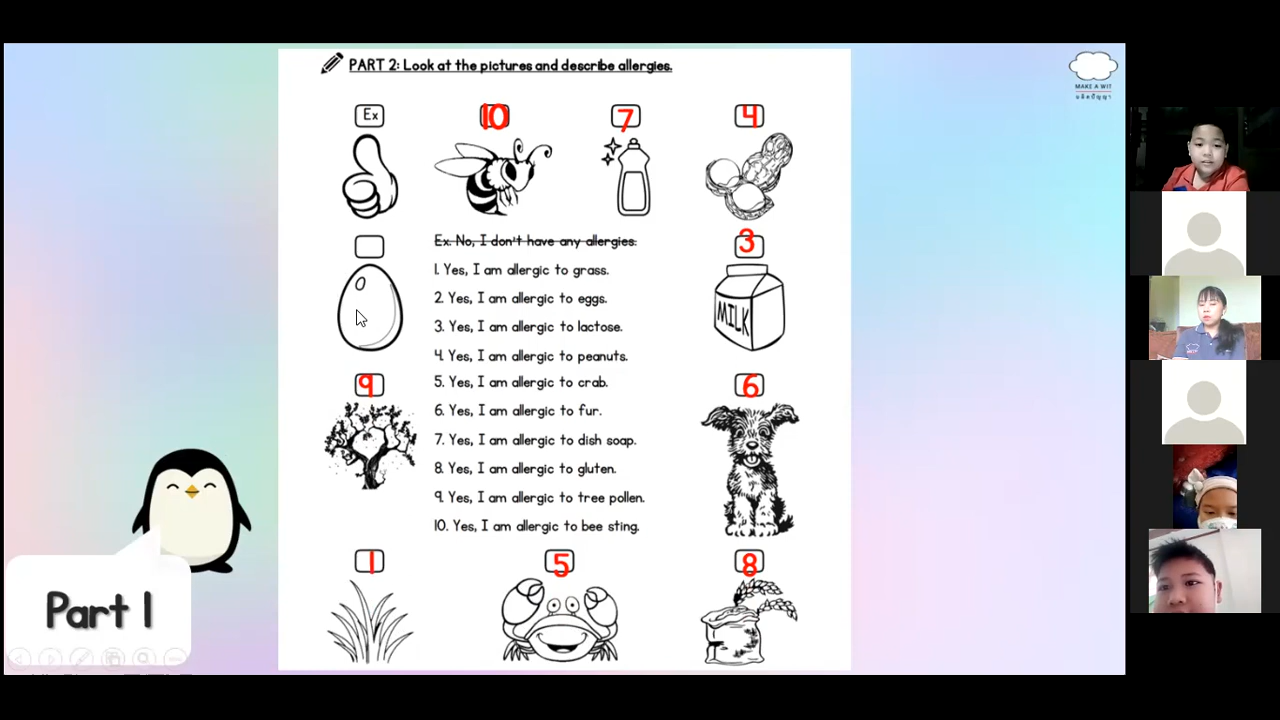 PART 2: Look at the pictures and describe allergies.
MAKE A WIT
Ex 10 7 4
Ex. No, I don't have any allergies.
3
1. Yes, I am allergic to grass.
2. Yes, I am allergic to eggs.
MILK
3. Yes, I am allergic to lactose.
4. Yes, I am allergic to peanuts.
9
5. Yes, I am allergic to crab.
6
6. Yes, I am allergic to fur.
7. Yes, I am allergic to dish soap.
8. Yes, I am allergic to gluten.
9. Yes, I am allergic to tree pollen.
10. Yes, I am allergic to bee sting.
1 5 8
Part 1